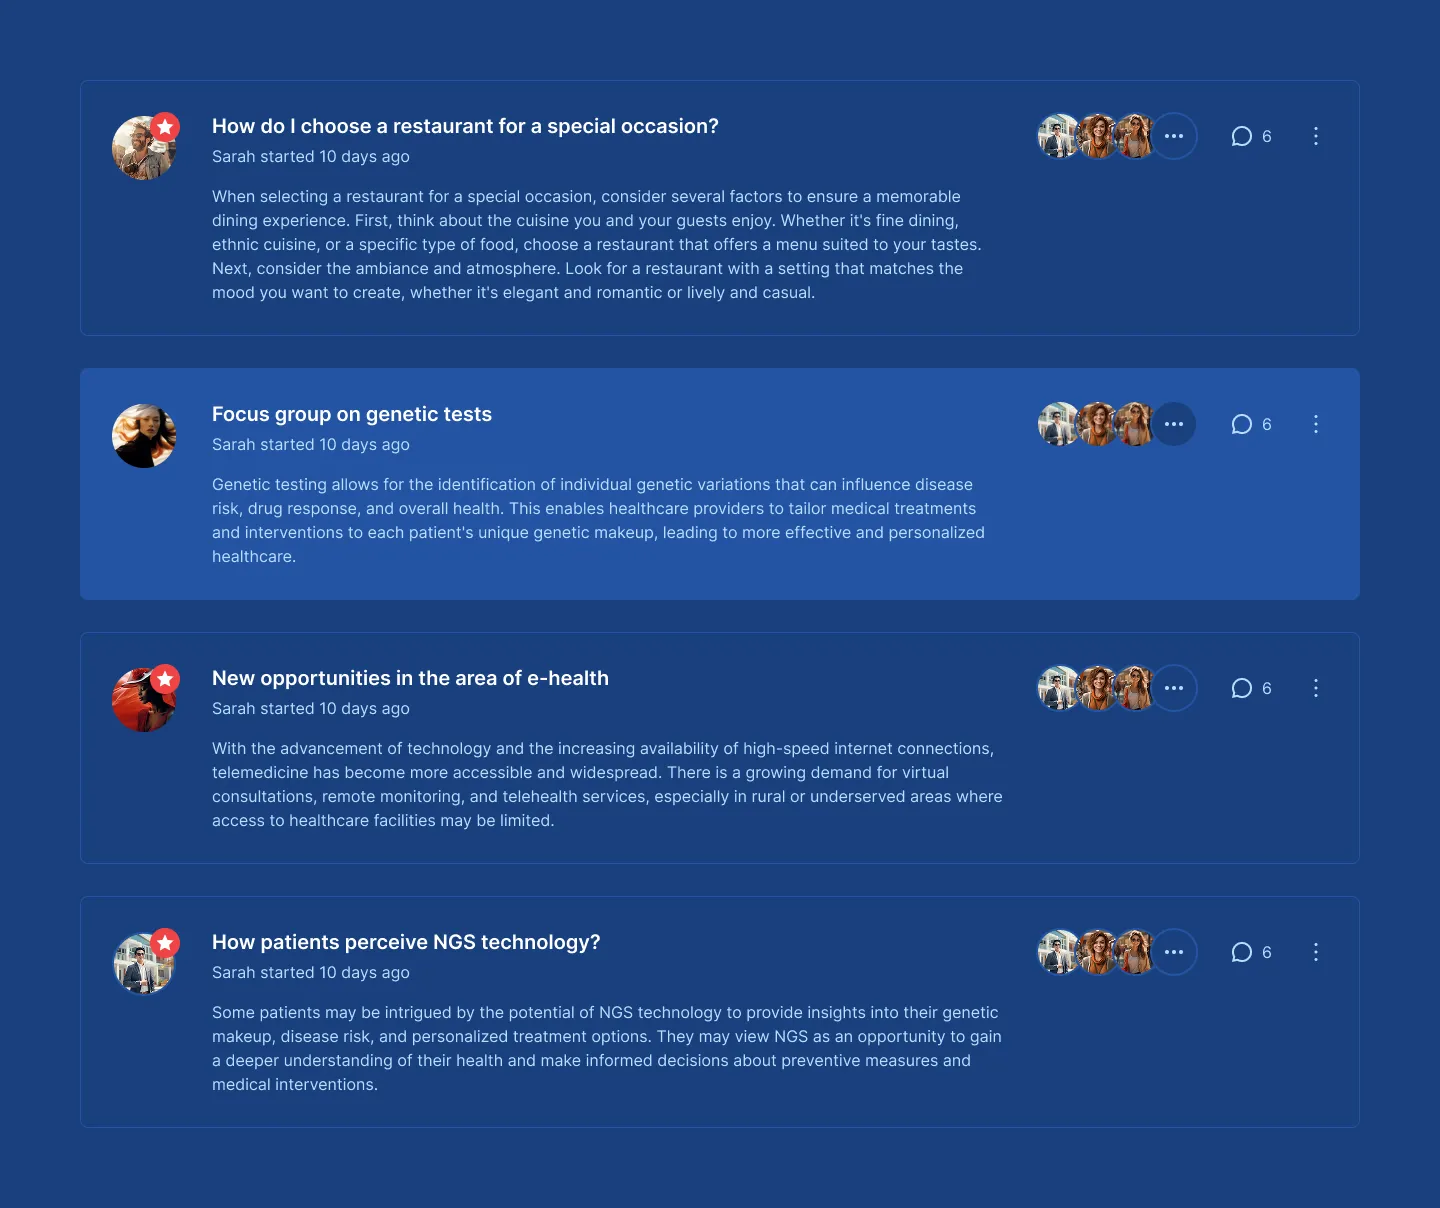 How do I choose a restaurant for a special occasion?
6
Sarah started 10 days ago
When selecting a restaurant for a special occasion, consider several factors to ensure a memorable
dining experience. First, think about the cuisine you and your guests enjoy. Whether it's fine dining,
ethnic cuisine, or a specific type of food, choose a restaurant that offers a menu suited to your tastes.
Next, consider the ambiance and atmosphere. Look for a restaurant with a setting that matches the
mood you want to create, whether it's elegant and romantic or lively and casual.
Focus group on genetic tests
6
Sarah started 10 days ago
Genetic testing allows for the identification of individual genetic variations that can influence disease
risk, drug response, and overall health. This enables healthcare providers to tailor medical treatments
and interventions to each patient's unique genetic makeup, leading to more effective and personalized
healthcare.
New opportunities in the area of e-health
6
Sarah started 10 days ago
With the advancement of technology and the increasing availability of high-speed internet connections,
telemedicine has become more accessible and widespread. There is a growing demand for virtual
consultations, remote monitoring, and telehealth services, especially in rural or underserved areas where
access to healthcare facilities may be limited.
How patients perceive NGS technology?
6
Sarah started 10 days ago
Some patients may be intrigued by the potential of NGS technology to provide insights into their genetic
makeup, disease risk, and personalized treatment options. They may view NGS as an opportunity to gain
a deeper understanding of their health and make informed decisions about preventive measures and
medical interventions.